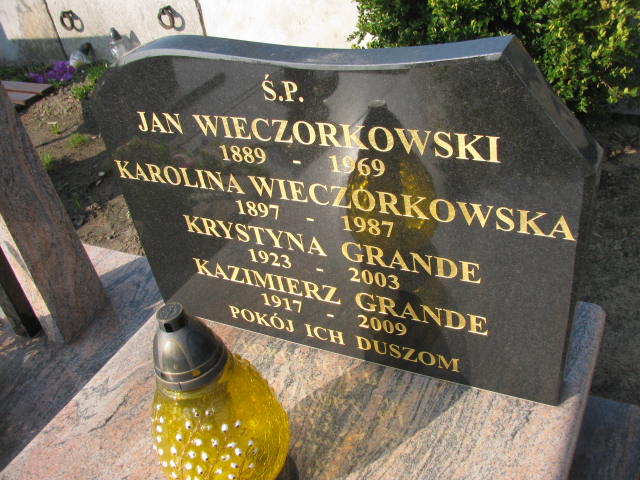 Ś.P.
JAN WIECZORKOWSKI
1889 - 1969
KAROLINA WIECZORKOWSKA
1897 - 1987
KRYSTYNA GRANDE
1923 - 2003
KAZIMIERZ GRANDE
1917 - 2009
POKÓJ ICH DUSZOM